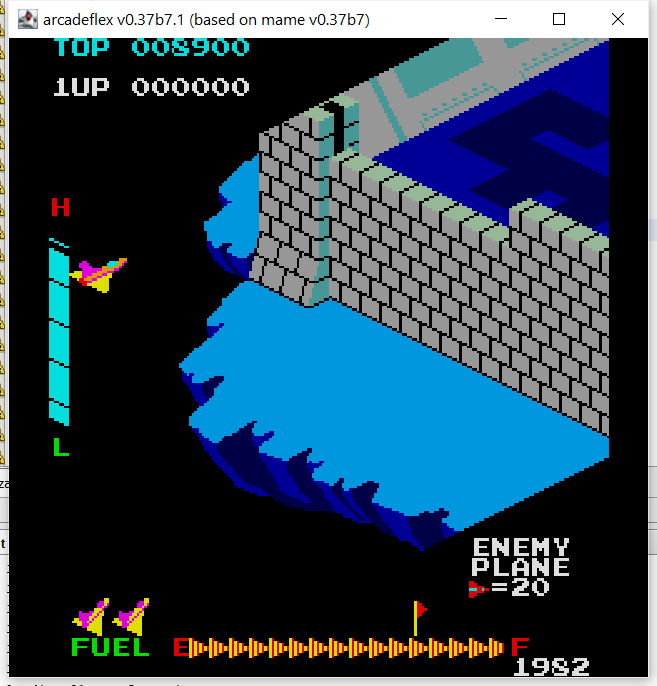 arcadeflex v0.37b7.1 (based on mame v0.37b7)
TOP 008900
1UP 000000
H
L
ENEMY
PLANE
=20
FUEL E F
1982